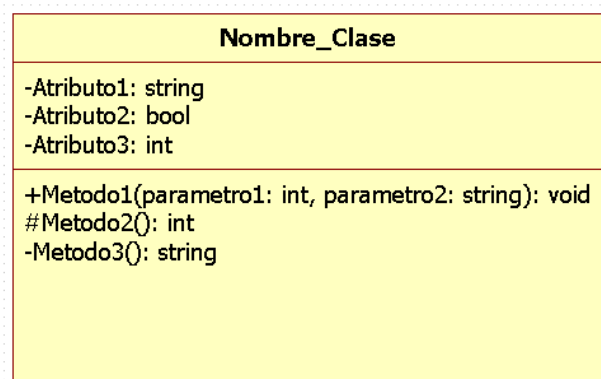 Nombre_Clase
-Atributo1: string
-Atributo2: bool
-Atributo3: int
+Metodo1(parametro1: int, parametro2: string): void
#Metodo2(): int
-Metodo3(): string